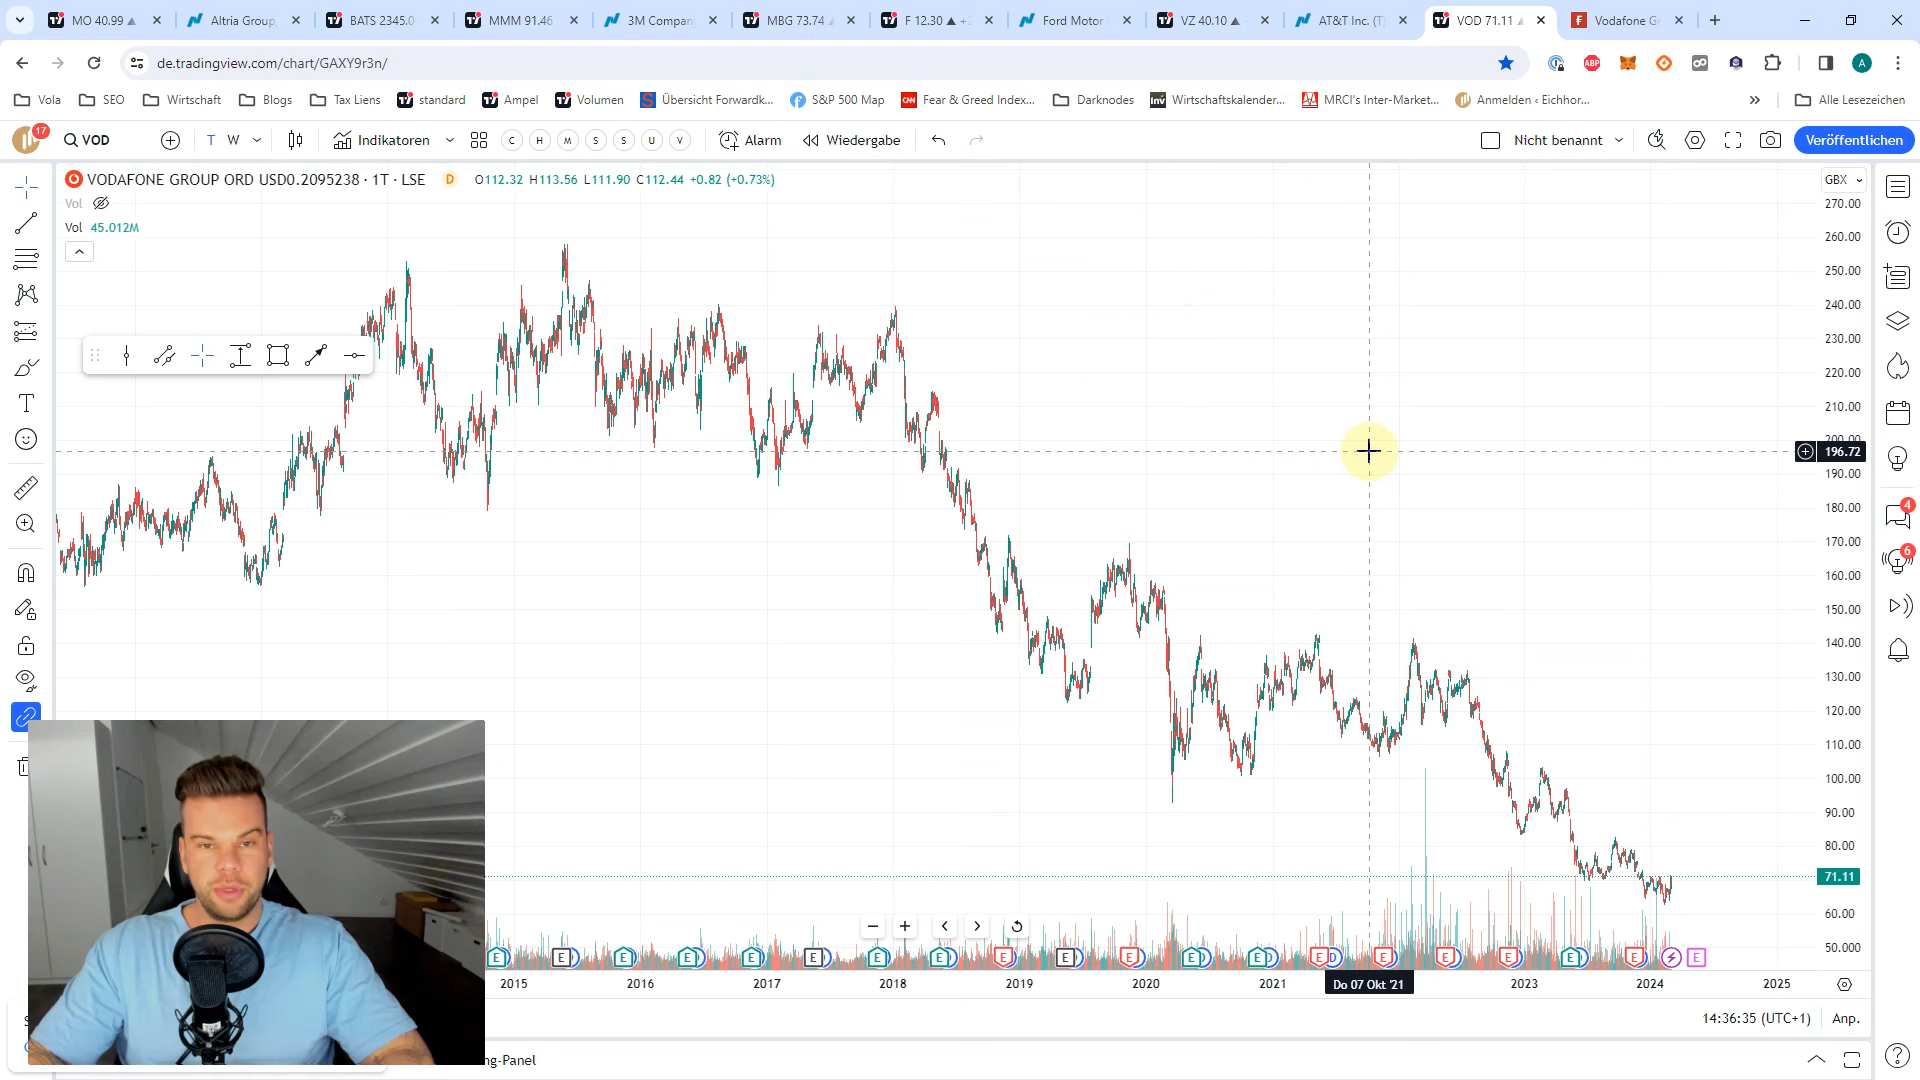 MO 40.99 ▲
Altria Group,
BATS 2345.0
MMM 91.46
3M Compan
MBG 73.74
F 12.30 ▲ +
Ford Motor
VZ 40.10 ▲
AT&T Inc. (T)
VOD 71.11
Vodafone Gr
de.tradingview.com/chart/GAXY9r3n/
ABP
A
Vola
SEO
Wirtschaft
Blogs
Tax Liens
standard
Ampel
Volumen
Übersicht Forwardk...
S&P 500 Map
Fear & Greed Index...
Darknodes
Wirtschaftskalender...
MRCI's Inter-Market...
Anmelden ‹ Eichhor...
Alle Lesezeichen
17
VOD
T
W
Indikatoren
C
H
M
S
S
U
V
Alarm
Wiedergabe
Nicht benannt
Veröffentlichen
VODAFONE GROUP ORD USD0.2095238 · 1T · LSE
D
O112.32 H113.56 L111.90 C112.44 +0.82 (+0.73%)
Vol
Vol 45.012M
GBX
270.00
260.00
250.00
240.00
230.00
220.00
210.00
200.00
196.72
190.00
180.00
170.00
160.00
150.00
140.00
130.00
120.00
110.00
100.00
90.00
80.00
71.11
60.00
50.000
4
6
E
E
E
E
E
E
E
E
E
E
E
E
E
E
D
E
E
E
E
E
E
2015
2016
2017
2018
2019
2020
2021
Do 07 Okt '21
2023
2024
2025
14:36:35 (UTC+1)
Anp.
ng-Panel